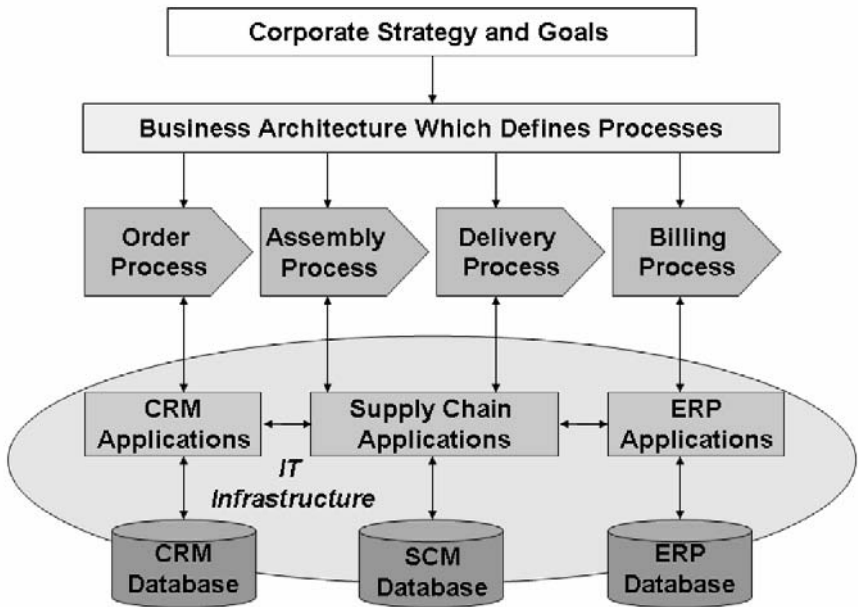 Corporate Strategy and Goals
Business Architecture Which Defines Processes
Order
Process
Assembly
Process
Delivery
Process
Billing
Process
CRM
Applications
Supply Chain
Applications
ERP
Applications
IT
Infrastructure
CRM
Database
SCM
Database
ERP
Database